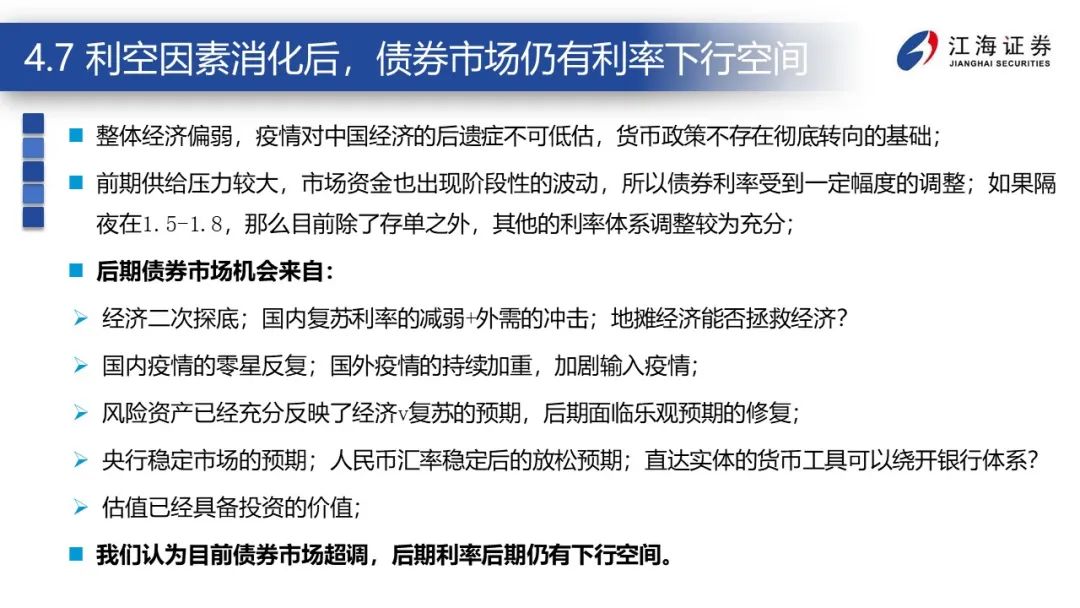 4.7 利空因素消化后，债券市场仍有利率下行空间
江海证券
JIANGHAI SECURITIES
整体经济偏弱，疫情对中国经济的后遗症不可低估，货币政策不存在彻底转向的基础；
前期供给压力较大，市场资金也出现阶段性的波动，所以债券利率受到一定幅度的调整；如果隔
夜在1.5-1.8，那么目前除了存单之外，其他的利率体系调整较为充分；
后期债券市场机会来自：
经济二次探底；国内复苏利率的减弱+外需的冲击；地摊经济能否拯救经济？
国内疫情的零星反复；国外疫情的持续加重，加剧输入疫情；
风险资产已经充分反映了经济v复苏的预期，后期面临乐观预期的修复；
央行稳定市场的预期；人民币汇率稳定后的放松预期；直达实体的货币工具可以绕开银行体系？
估值已经具备投资的价值；
我们认为目前债券市场超调，后期利率后期仍有下行空间。